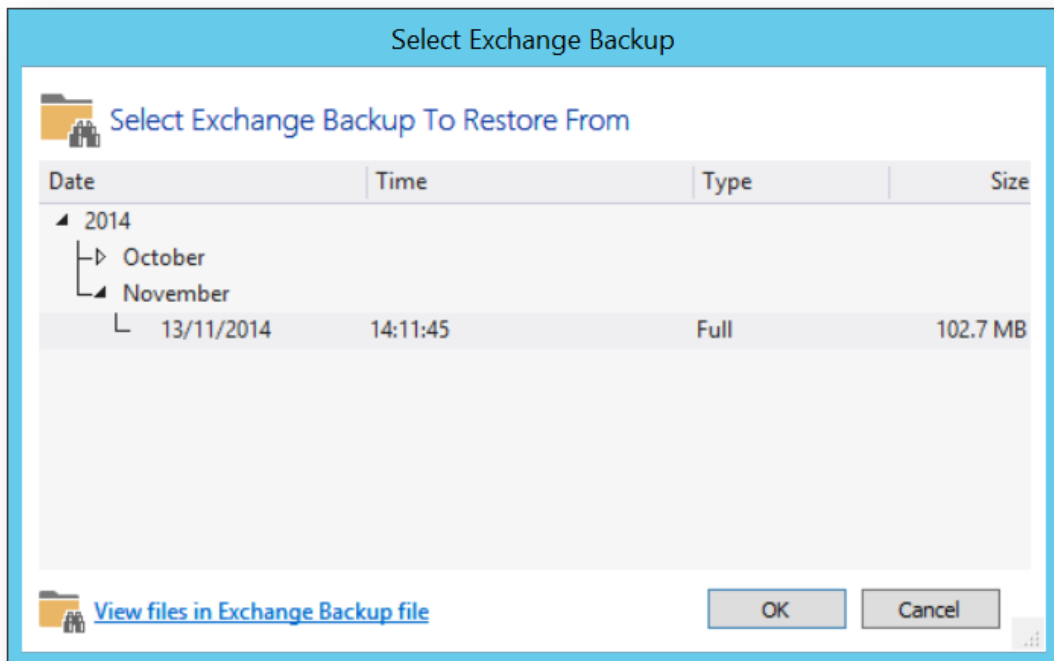 Select Exchange Backup
Select Exchange Backup To Restore From
Date Time Type Size
2014
October
November
13/11/2014 14:11:45 Full 102.7 MB
View files in Exchange Backup file OK Cancel